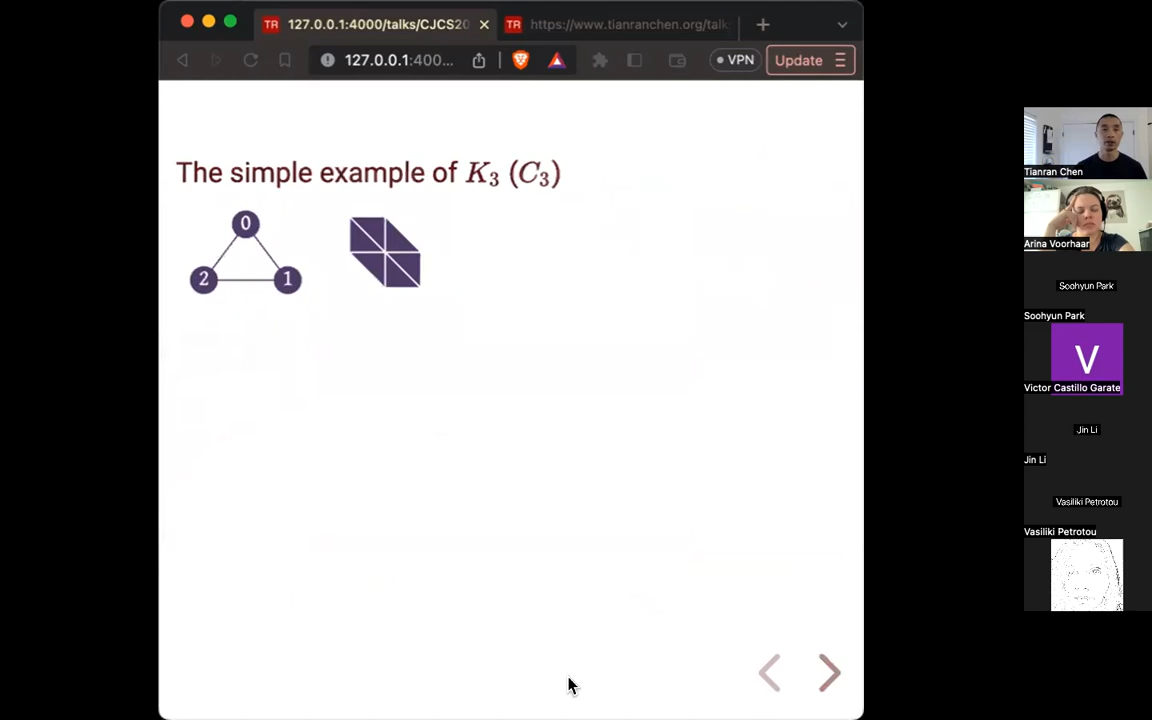 TR 127.0.0.1:4000/talks/CJCS20
TR https://www.tianranchen.org/talk
127.0.0.1:400...
VPN
Update
The simple example of K₃ (C₃)
0
2 1
Tianran Chen
Arina Voorhaar
Soohyun Park
Soohyun Park
V
Victor Castillo Garate
Jin Li
Jin Li
Vasiliki Petrotou
Vasiliki Petrotou